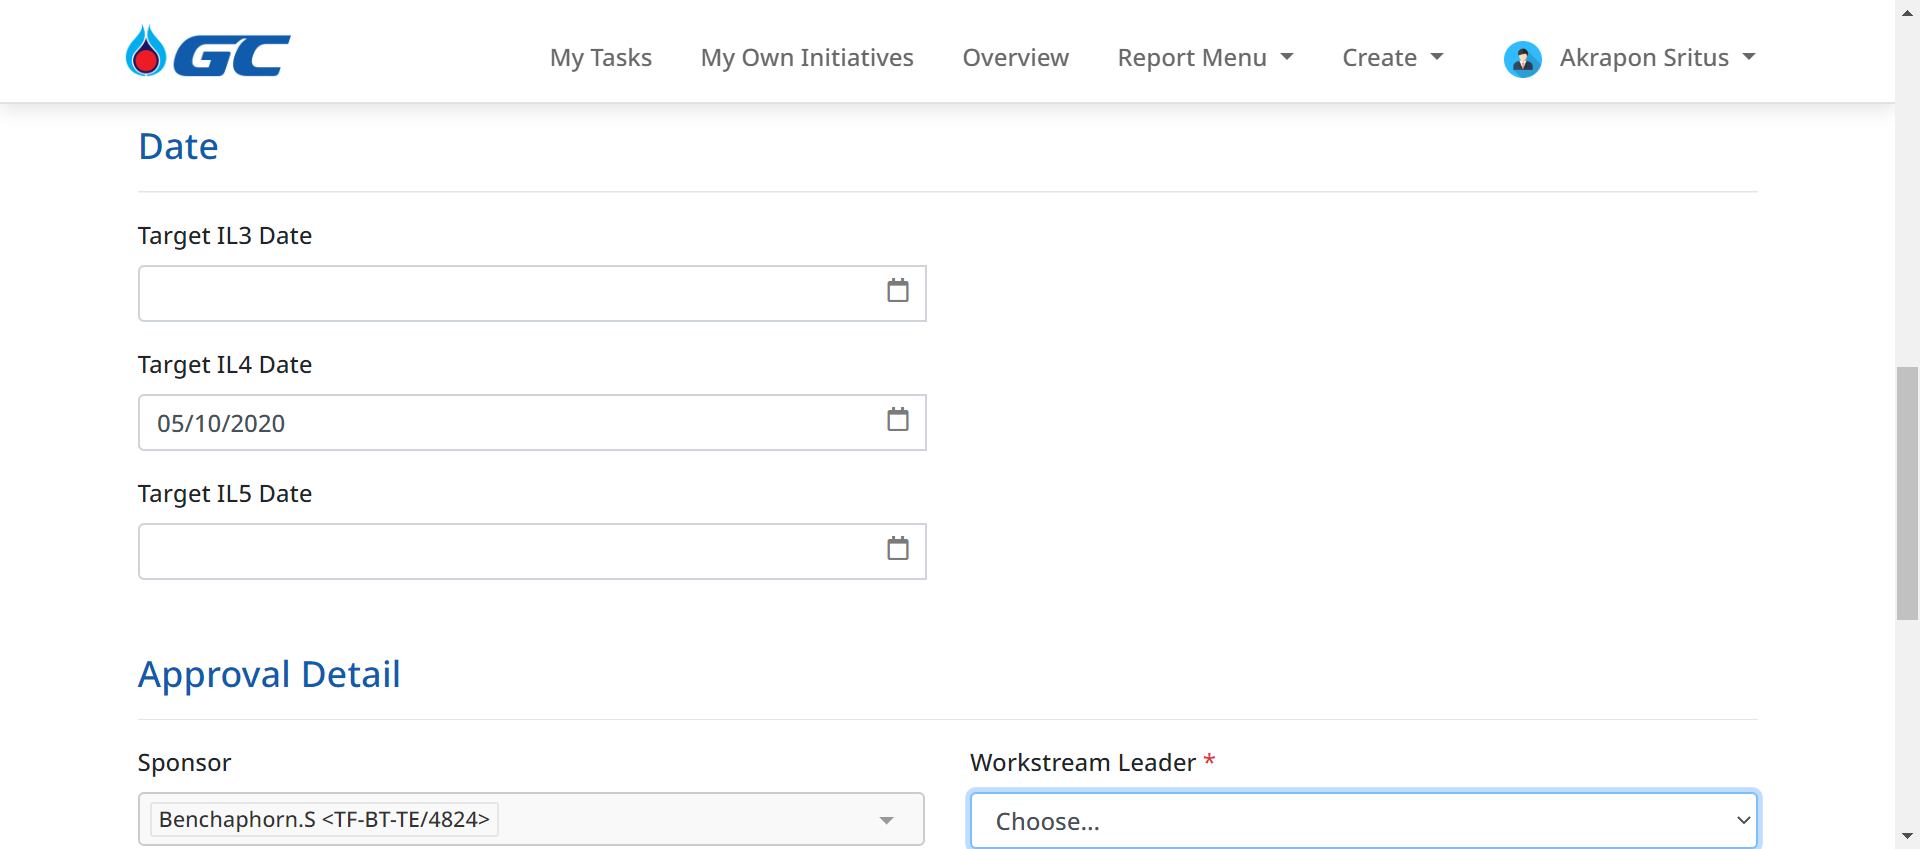 GC
My Tasks
My Own Initiatives
Overview
Report Menu
Create
Akrapon Sritus
Date
Target IL3 Date
Target IL4 Date
05/10/2020
Target IL5 Date
Approval Detail
Sponsor
Workstream Leader *
Benchaphorn.S <TF-BT-TE/4824>
Choose...